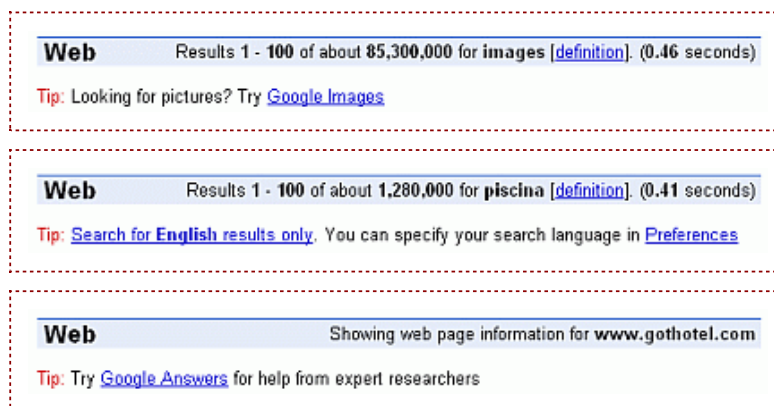 Web Results 1 - 100 of about 85,300,000 for images [definition]. (0.46 seconds)
Tip: Looking for pictures? Try Google Images
Web Results 1 - 100 of about 1,280,000 for piscina [definition]. (0.41 seconds)
Tip: Search for English results only. You can specify your search language in Preferences
Web Showing web page information for www.gothotel.com
Tip: Try Google Answers for help from expert researchers